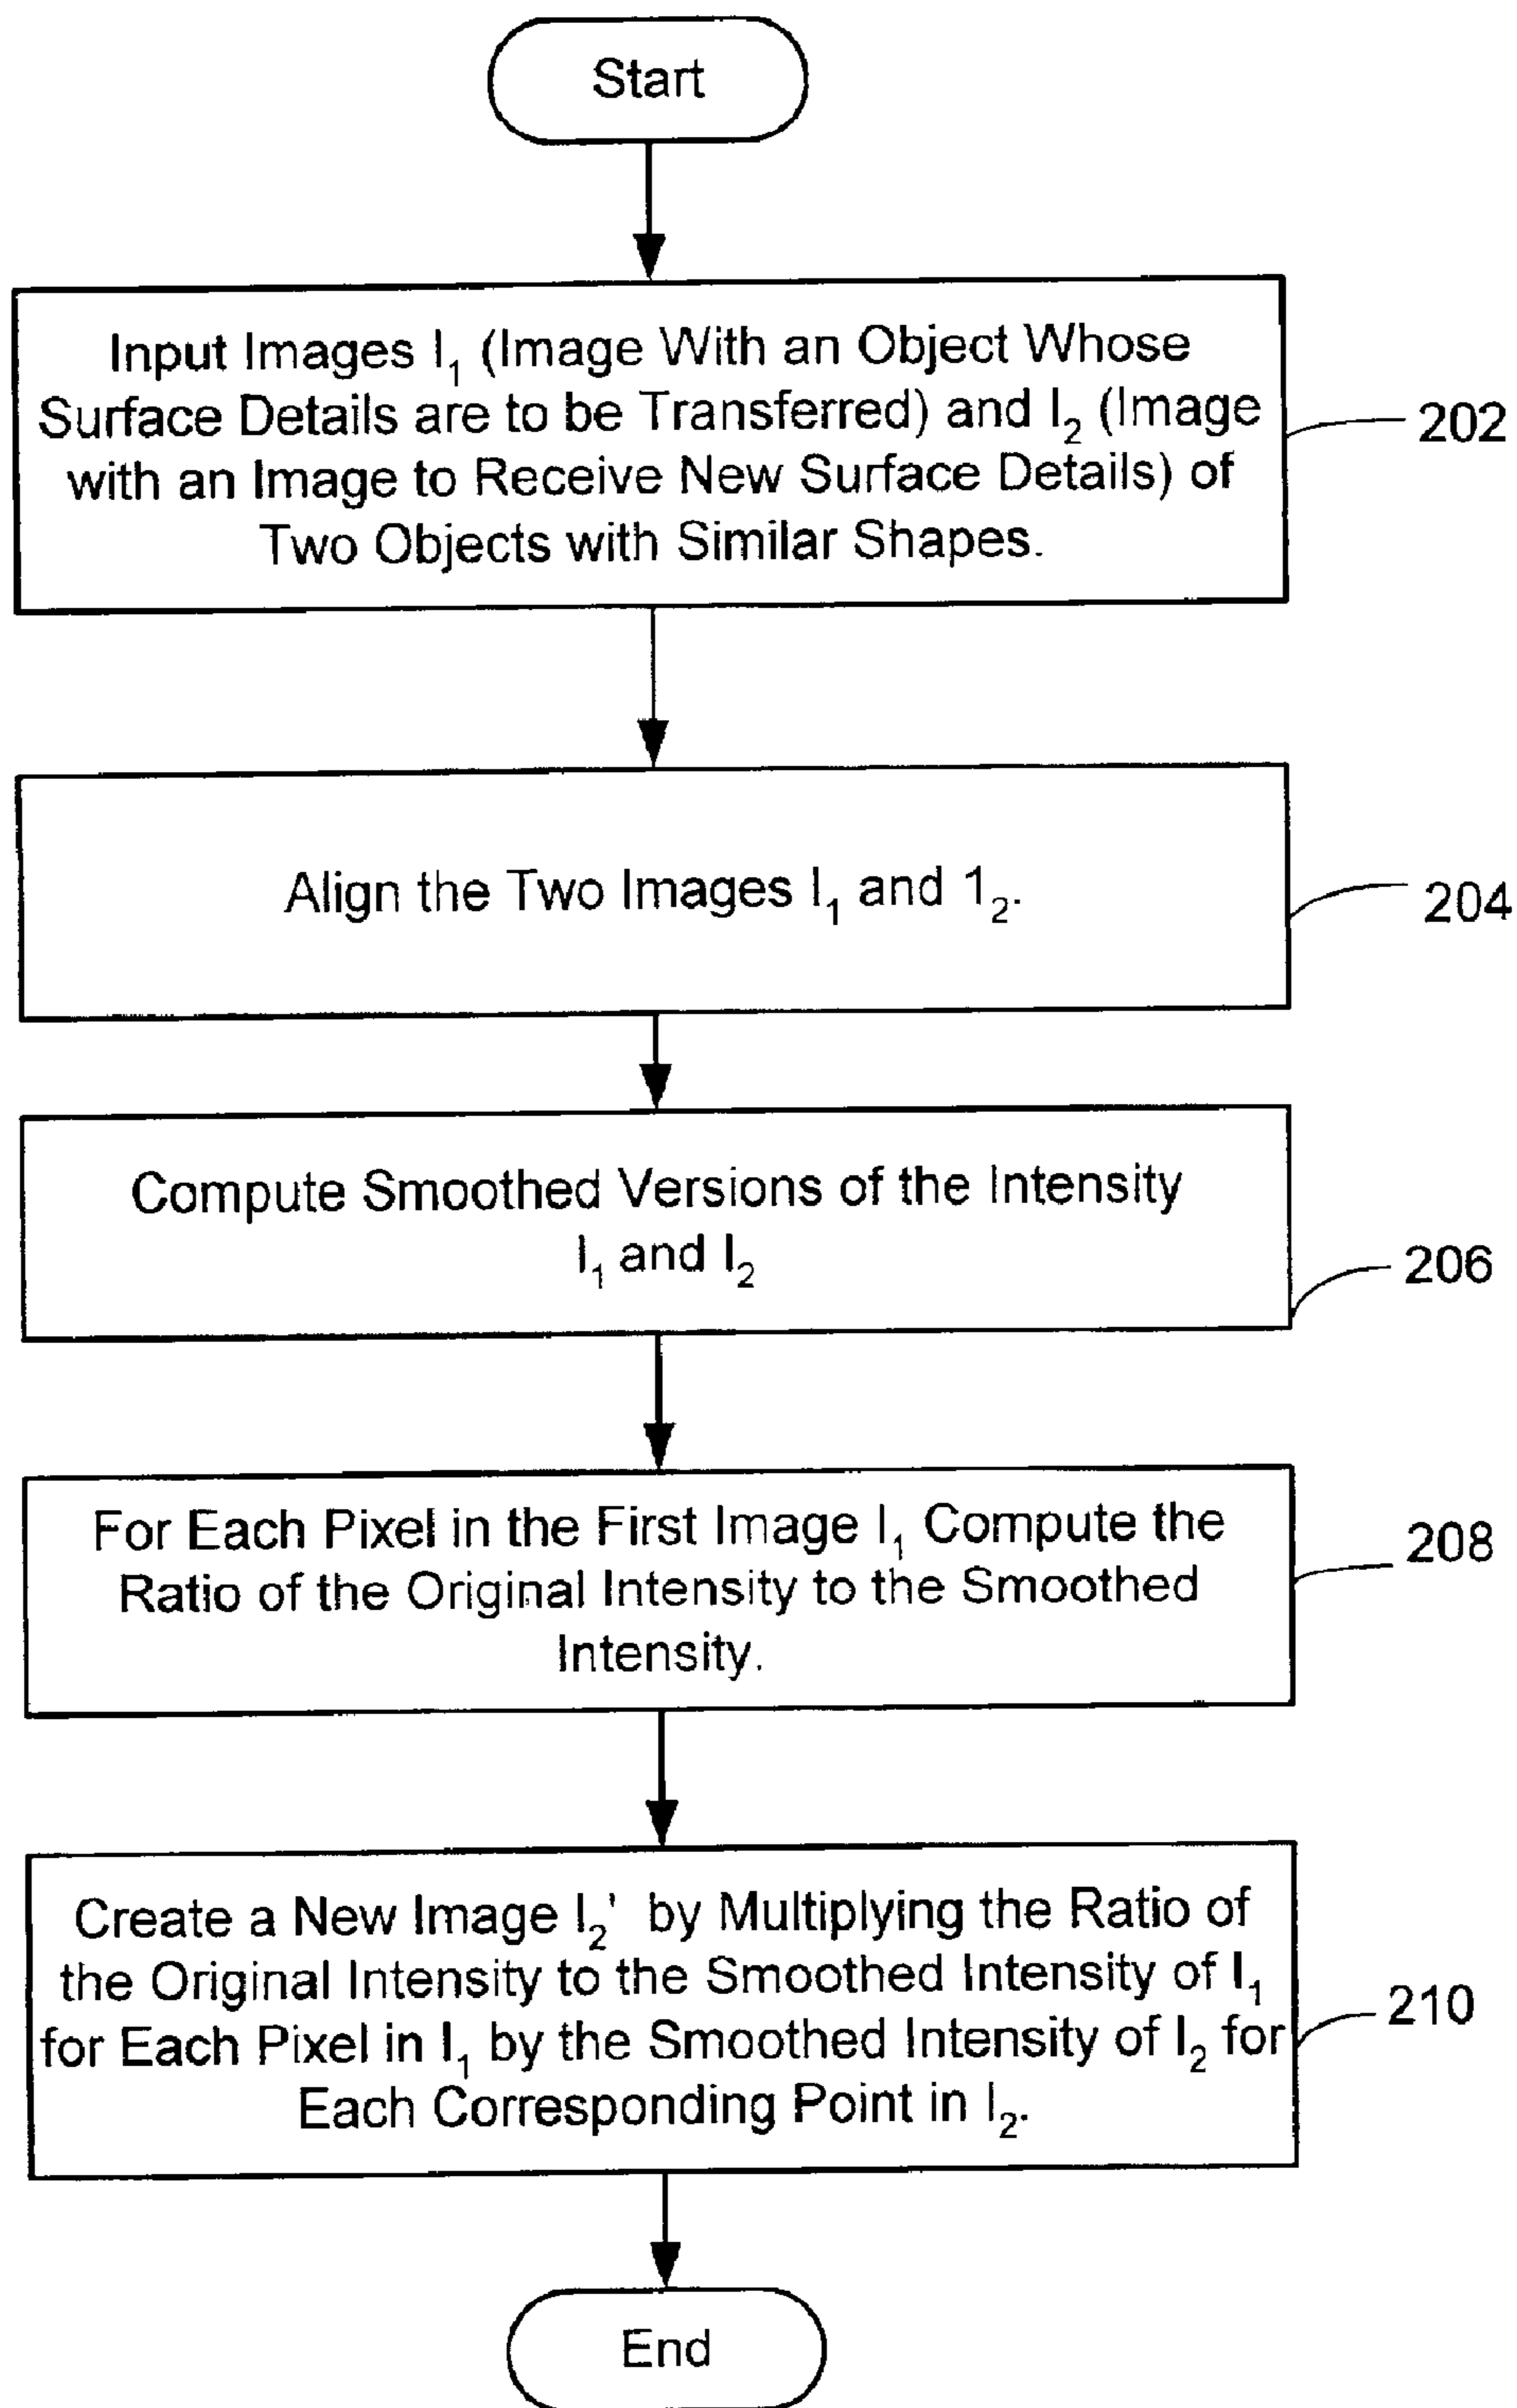 Start
Input Images I₁ (Image With an Object Whose
Surface Details are to be Transferred) and I₂ (Image
with an Image to Receive New Surface Details) of
Two Objects with Similar Shapes.
202
Align the Two Images I₁ and 1₂.
204
Compute Smoothed Versions of the Intensity
I₁ and I₂
206
For Each Pixel in the First Image I₁ Compute the
Ratio of the Original Intensity to the Smoothed
Intensity.
208
Create a New Image I₂' by Multiplying the Ratio of
the Original Intensity to the Smoothed Intensity of I₁
for Each Pixel in I₁ by the Smoothed Intensity of I₂ for
Each Corresponding Point in I₂.
210
End